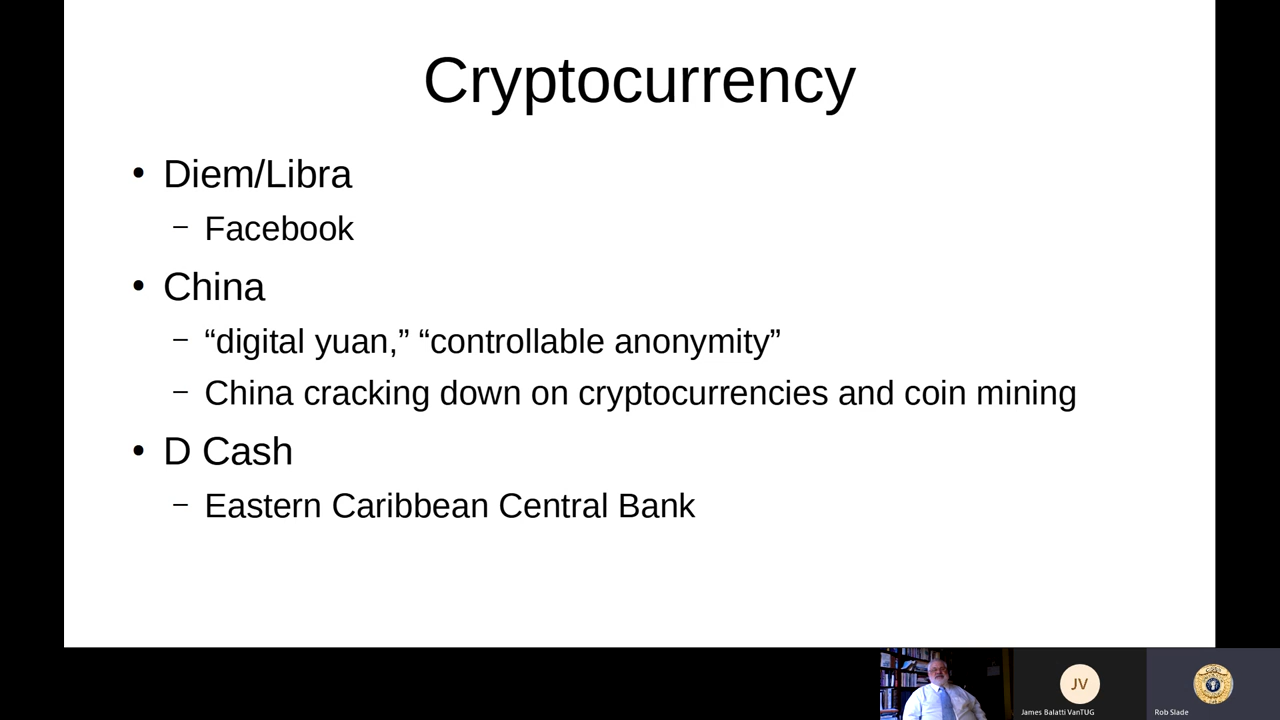 Cryptocurrency
• Diem/Libra
– Facebook
• China
– “digital yuan,” “controllable anonymity”
– China cracking down on cryptocurrencies and coin mining
• D Cash
– Eastern Caribbean Central Bank
JV
James Balatti VanTUG
Rob Slade